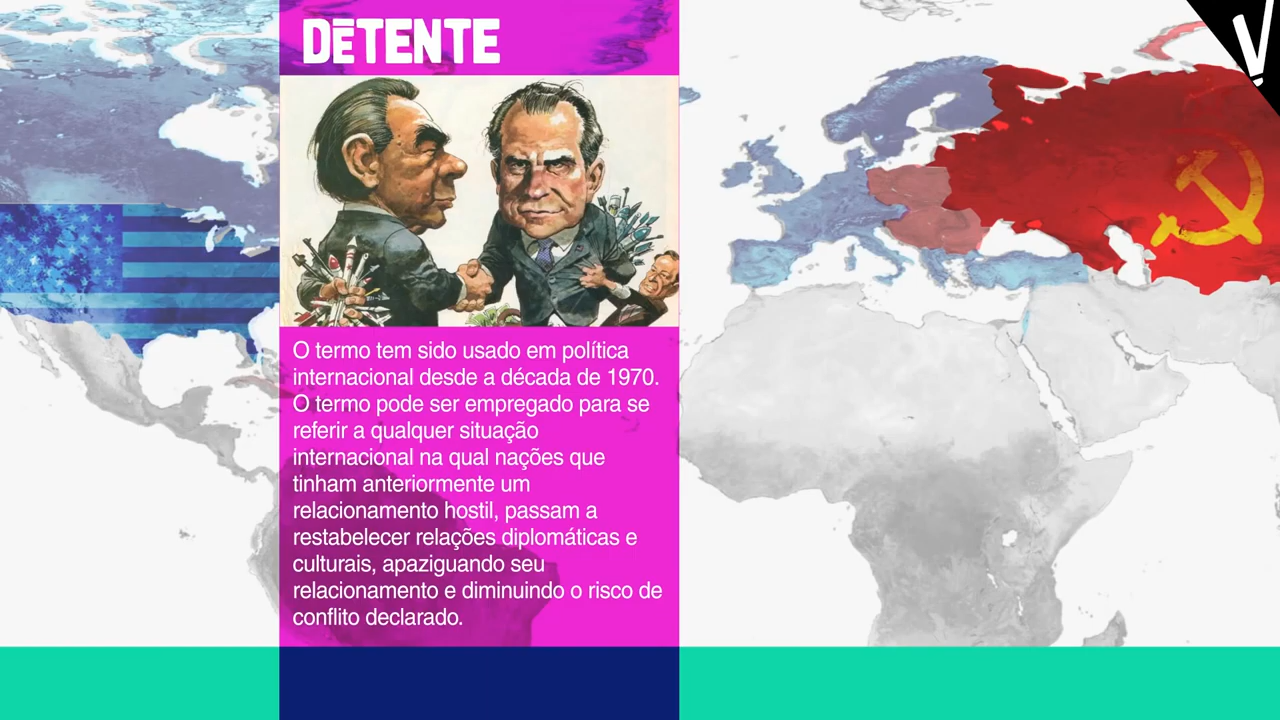 DÉTENTE
O termo tem sido usado em política
internacional desde a década de 1970.
O termo pode ser empregado para se
referir a qualquer situação
internacional na qual nações que
tinham anteriormente um
relacionamento hostil, passam a
restabelecer relações diplomáticas e
culturais, apaziguando seu
relacionamento e diminuindo o risco de
conflito declarado.